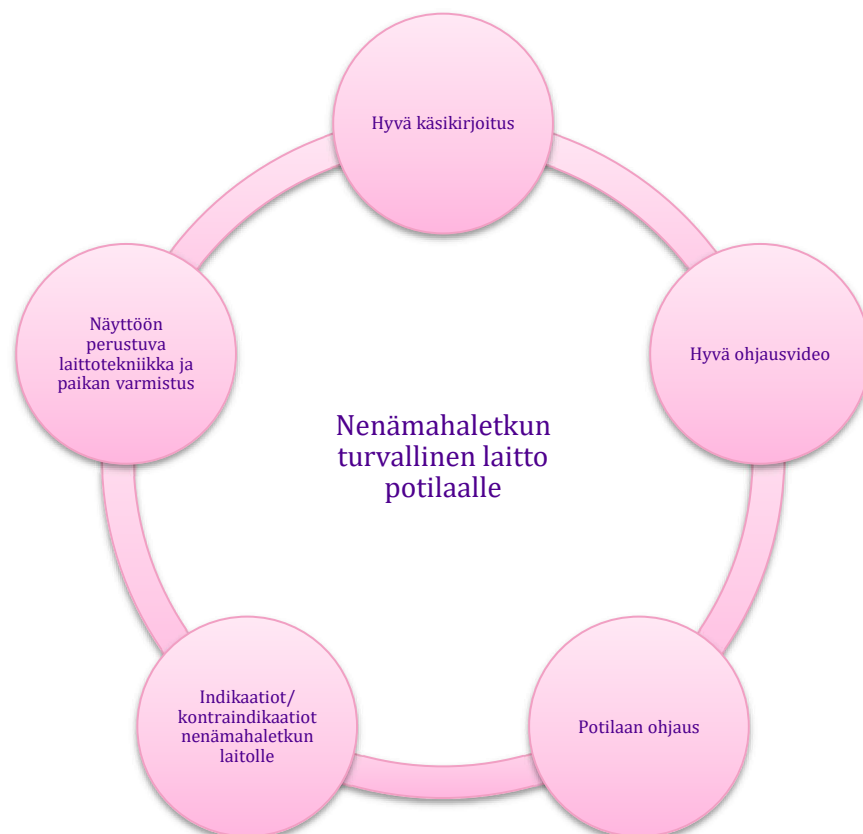 Hyvä käsikirjoitus
Hyvä ohjausvideo
Potilaan ohjaus
Indikaatiot/
kontraindikaatiot
nenämahaletkun
laitolle
Näyttöön
perustuva
laittotekniikka ja
paikan varmistus
Nenämahaletkun
turvallinen laitto
potilaalle